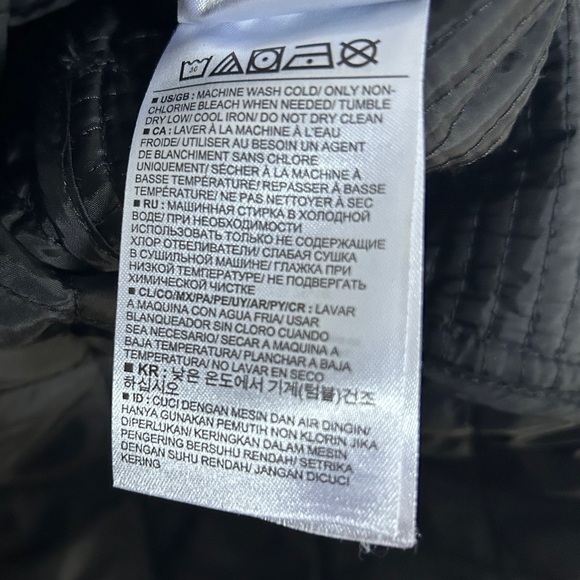 30
■ US/GB : MACHINE WASH COLD/ ONLY NON-
CHLORINE BLEACH WHEN NEEDED/ TUMBLE
DRY LOW/ COOL IRON/ DO NOT DRY CLEAN
■ CA : LAVER À LA MACHINE À L'EAU
FROIDE/ UTILISER AU BESOIN UN AGENT
DE BLANCHIMENT SANS CHLORE
UNIQUEMENT/ SÉCHER À LA MACHINE À
BASSE TEMPÉRATURE/ REPASSER À BASSE
TEMPÉRATURE/ NE PAS NETTOYER À SEC
■ RU : МАШИННАЯ СТИРКА В ХОЛОДНОЙ
ВОДЕ/ ПРИ НЕОБХОДИМОСТИ
ИСПОЛЬЗОВАТЬ ТОЛЬКО НЕ СОДЕРЖАЩИЕ
ХЛОР ОТБЕЛИВАТЕЛИ/ СЛАБАЯ СУШКА
В СУШИЛЬНОЙ МАШИНЕ/ ГЛАЖКА ПРИ
НИЗКОЙ ТЕМПЕРАТУРЕ/ НЕ ПОДВЕРГАТЬ
ХИМИЧЕСКОЙ ЧИСТКЕ
■ CL/CO/MX/PA/PE/UY/AR/PY/CR : LAVAR
A MAQUINA CON AGUA FRIA/ USAR
BLANQUEADOR SIN CLORO CUANDO
SEA NECESARIO/ SECAR A MAQUINA A
BAJA TEMPERATURA/ PLANCHAR A BAJA
TEMPERATURA/ NO LAVAR EN SECO
■ KR : 낮은 온도에서 기계(텀블)건조
하십시오
■ ID : CUCI DENGAN MESIN DAN AIR DINGIN/
HANYA GUNAKAN PEMUTIH NON KLORIN JIKA
DIPERLUKAN/ KERINGKAN DALAM MESIN
PENGERING BERSUHU RENDAH/ SETRIKA
DENGAN SUHU RENDAH/ JANGAN DICUCI
KERING